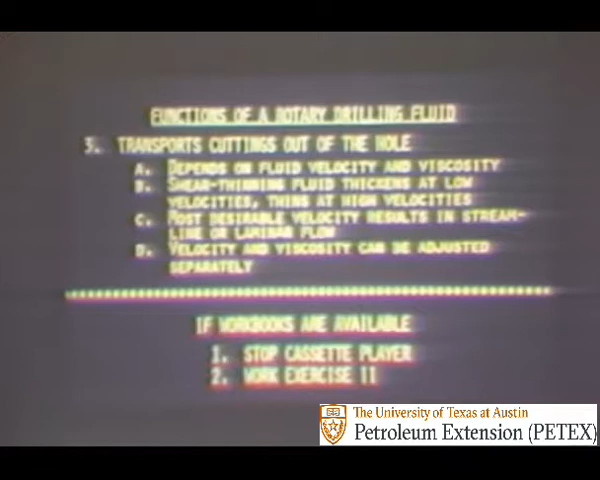 FUNCTIONS OF A ROTARY DRILLING FLUID
3. TRANSPORTS CUTTINGS OUT OF THE HOLE
A. DEPENDS ON FLUID VELOCITY AND VISCOSITY
B. SHEAR-THINNING FLUID THICKENS AT LOW
VELOCITIES, THINS AT HIGH VELOCITIES
C. MOST DESIRABLE VELOCITY RESULTS IN STREAM-
LINE OR LAMINAR FLOW
D. VELOCITY AND VISCOSITY CAN BE ADJUSTED
SEPARATELY
IF WORKBOOKS ARE AVAILABLE
1. STOP CASSETTE PLAYER
2. WORK EXERCISE 11
The University of Texas at Austin
Petroleum Extension (PETEX)